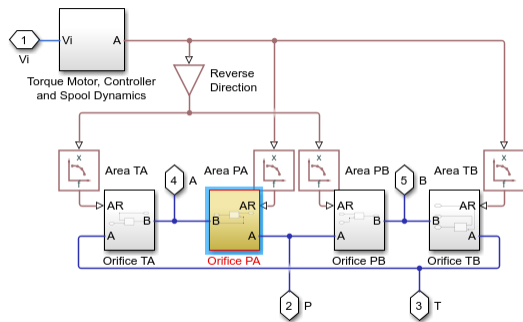 1
Vi
Vi
A
Torque Motor, Controller
and Spool Dynamics
Reverse
Direction
X
Area TA
Area PA
X
X
Area PB
Area TB
X
4
A
5
B
AR
B
A
AR
B
A
AR
B
A
AR
B
A
Orifice TA
Orifice PA
Orifice PB
Orifice TB
2
P
3
T